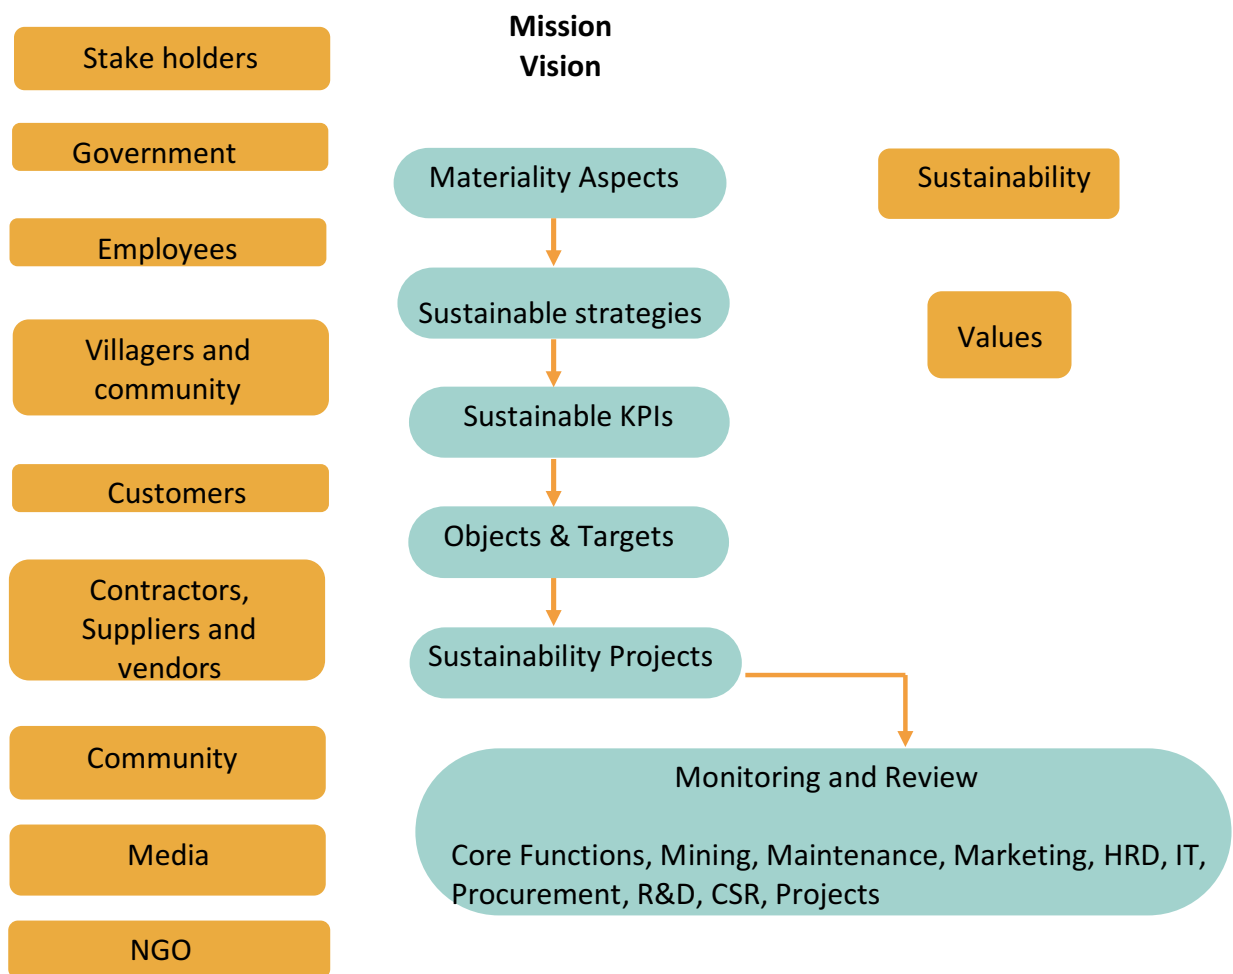 Mission
Vision
Stake holders
Government
Employees
Villagers and
community
Customers
Contractors,
Suppliers and
vendors
Community
Media
NGO
Materiality Aspects
Sustainable strategies
Sustainable KPIs
Objects & Targets
Sustainability Projects
Monitoring and Review
Core Functions, Mining, Maintenance, Marketing, HRD, IT,
Procurement, R&D, CSR, Projects
Sustainability
Values